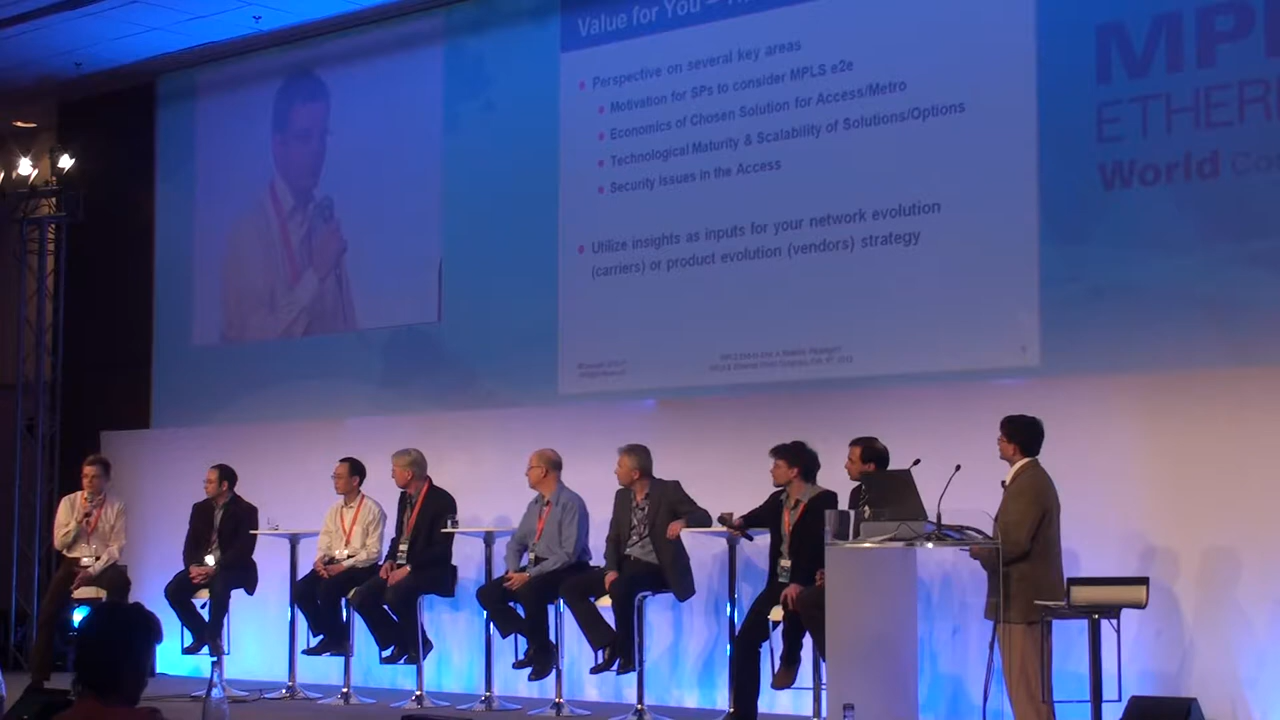 Value for You –
Perspective on several key areas
Motivation for SPs to consider MPLS e2e
Economics of Chosen Solution for Access/Metro
Technological Maturity & Scalability of Solutions/Options
Security Issues in the Access
Utilize insights as inputs for your network evolution
(carriers) or product evolution (vendors) strategy
MPL
ETHER
World Co